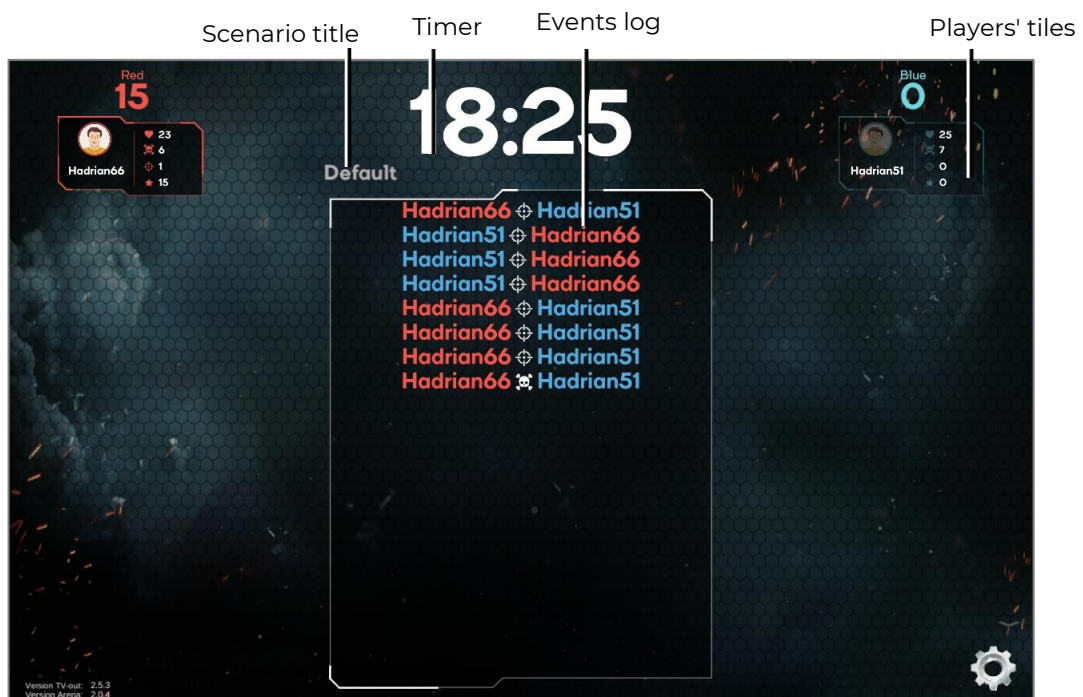 Scenario title
Timer
Events log
Players' tiles
Red
15
Hadrian66
23
6
1
15
18:25
Default
Blue
0
Hadrian51
25
7
0
0
Hadrian66 Hadrian51
Hadrian51 Hadrian66
Hadrian51 Hadrian66
Hadrian51 Hadrian66
Hadrian66 Hadrian51
Hadrian66 Hadrian51
Hadrian66 Hadrian51
Hadrian66 Hadrian51
Version TV-out: 2.5.3
Version Arena: 2.0.4